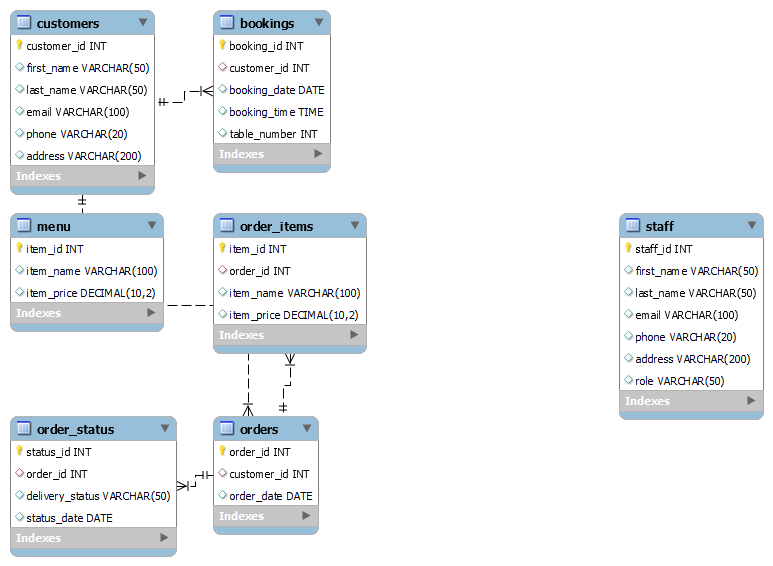 customers
customer_id INT
first_name VARCHAR(50)
last_name VARCHAR(50)
email VARCHAR(100)
phone VARCHAR(20)
address VARCHAR(200)
Indexes
bookings
booking_id INT
customer_id INT
booking_date DATE
booking_time TIME
table_number INT
Indexes
menu
item_id INT
item_name VARCHAR(100)
item_price DECIMAL(10,2)
Indexes
order_items
item_id INT
order_id INT
item_name VARCHAR(100)
item_price DECIMAL(10,2)
Indexes
staff
staff_id INT
first_name VARCHAR(50)
last_name VARCHAR(50)
email VARCHAR(100)
phone VARCHAR(20)
address VARCHAR(200)
role VARCHAR(50)
Indexes
order_status
status_id INT
order_id INT
delivery_status VARCHAR(50)
status_date DATE
Indexes
orders
order_id INT
customer_id INT
order_date DATE
Indexes